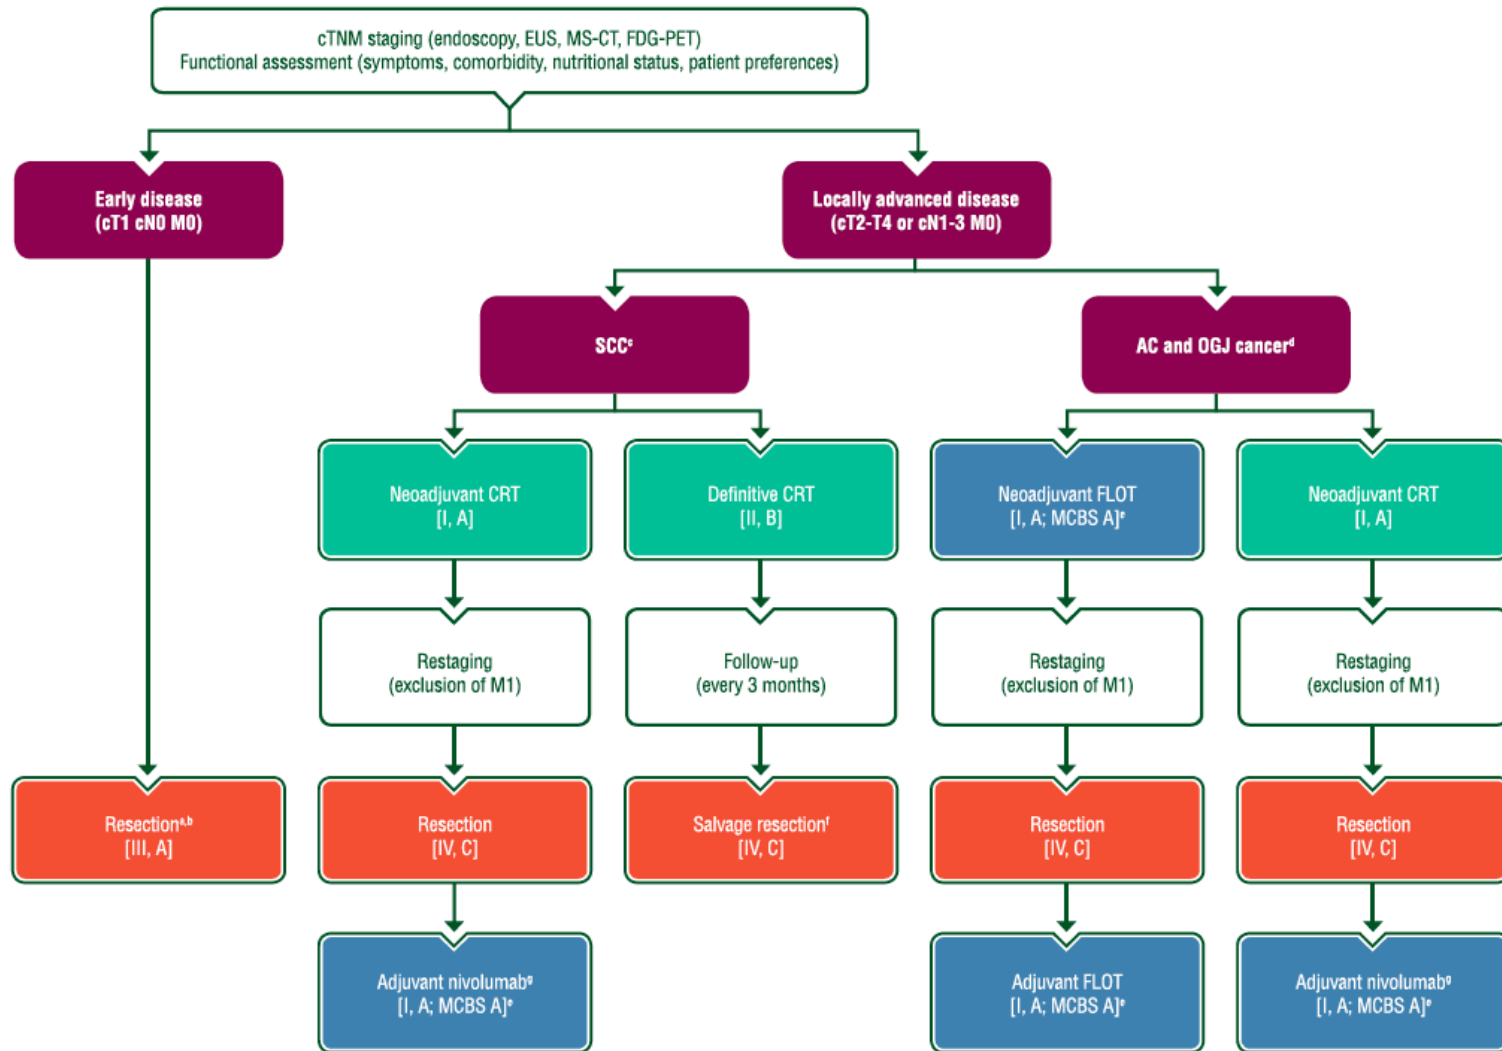 cTNM staging (endoscopy, EUS, MS-CT, FDG-PET)
Functional assessment (symptoms, comorbidity, nutritional status, patient preferences)
Early disease
(cT1 cN0 M0)
Locally advanced disease
(cT2-T4 or cN1-3 M0)
SCCᶜ
AC and OGJ cancerᵈ
Neoadjuvant CRT
[I, A]
Definitive CRT
[II, B]
Neoadjuvant FLOT
[I, A; MCBS A]ᵉ
Neoadjuvant CRT
[I, A]
Restaging
(exclusion of M1)
Follow-up
(every 3 months)
Restaging
(exclusion of M1)
Restaging
(exclusion of M1)
Resectionᵃ,ᵇ
[III, A]
Resection
[IV, C]
Salvage resectionᶠ
[IV, C]
Resection
[IV, C]
Resection
[IV, C]
Adjuvant nivolumabᵍ
[I, A; MCBS A]ᵉ
Adjuvant FLOT
[I, A; MCBS A]ᵉ
Adjuvant nivolumabᵍ
[I, A; MCBS A]ᵉ